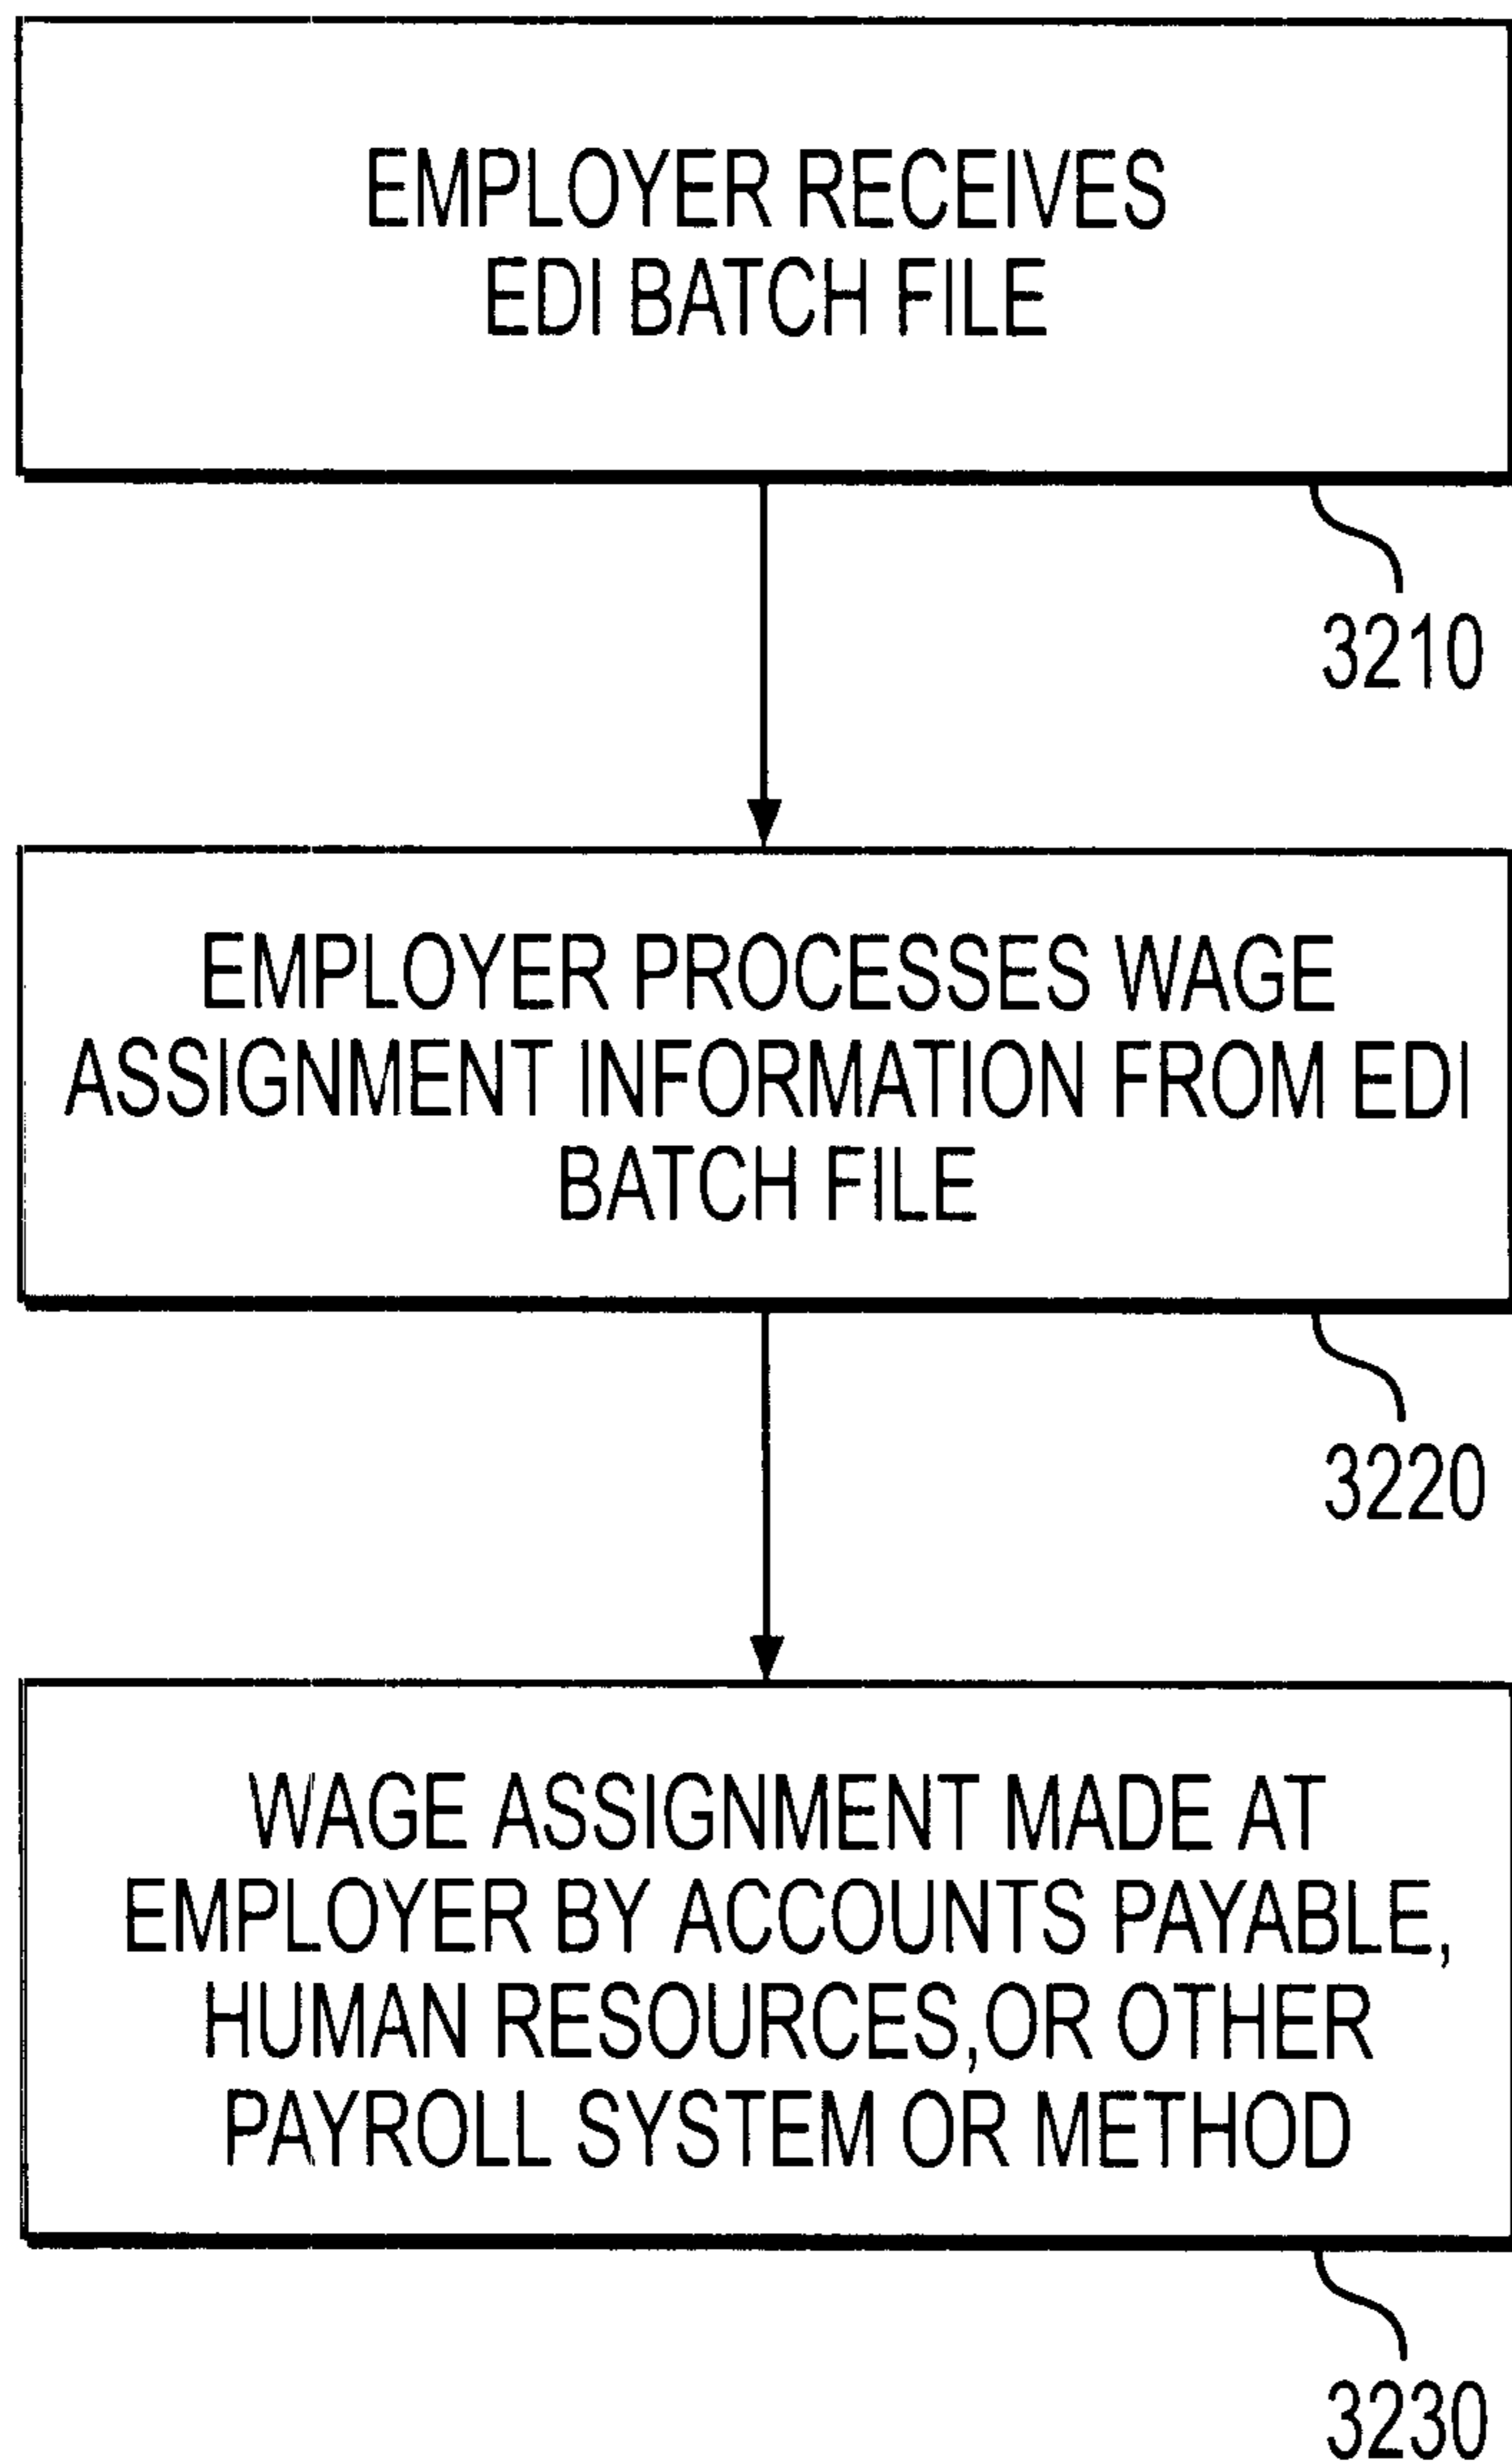 EMPLOYER RECEIVES
EDI BATCH FILE
3210
EMPLOYER PROCESSES WAGE
ASSIGNMENT INFORMATION FROM EDI
BATCH FILE
3220
WAGE ASSIGNMENT MADE AT
EMPLOYER BY ACCOUNTS PAYABLE,
HUMAN RESOURCES,OR OTHER
PAYROLL SYSTEM OR METHOD
3230